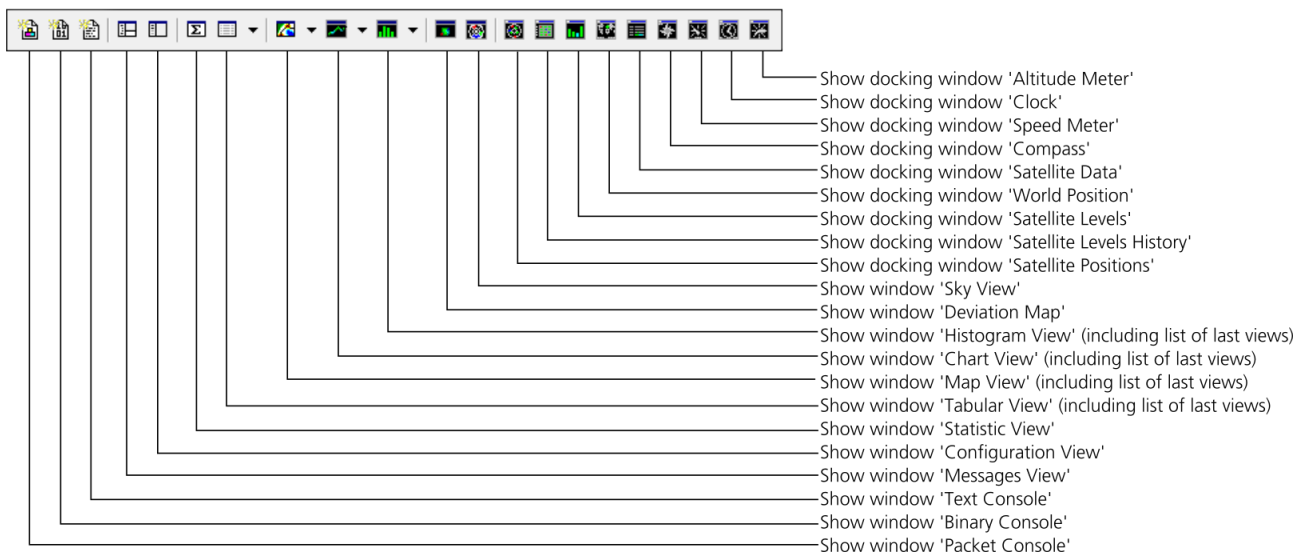 Show docking window 'Altitude Meter'
Show docking window 'Clock'
Show docking window 'Speed Meter'
Show docking window 'Compass'
Show docking window 'Satellite Data'
Show docking window 'World Position'
Show docking window 'Satellite Levels'
Show docking window 'Satellite Levels History'
Show docking window 'Satellite Positions'
Show window 'Sky View'
Show window 'Deviation Map'
Show window 'Histogram View' (including list of last views)
Show window 'Chart View' (including list of last views)
Show window 'Map View' (including list of last views)
Show window 'Tabular View' (including list of last views)
Show window 'Statistic View'
Show window 'Configuration View'
Show window 'Messages View'
Show window 'Text Console'
Show window 'Binary Console'
Show window 'Packet Console'